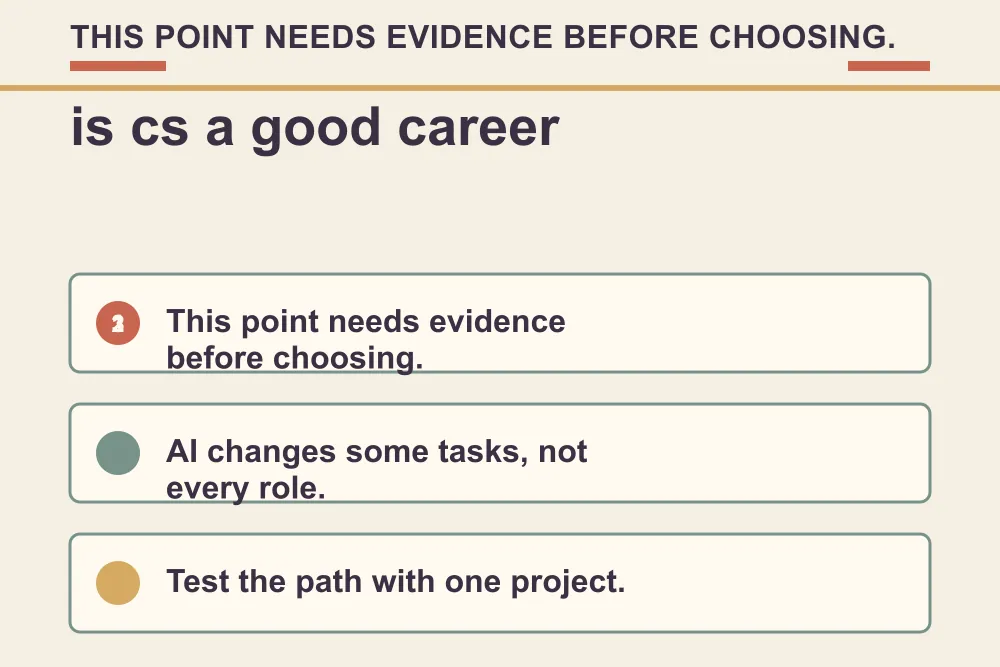 THIS POINT NEEDS EVIDENCE BEFORE CHOOSING.
is cs a good career
This point needs evidence
before choosing.
AI changes some tasks, not
every role.
Test the path with one project.